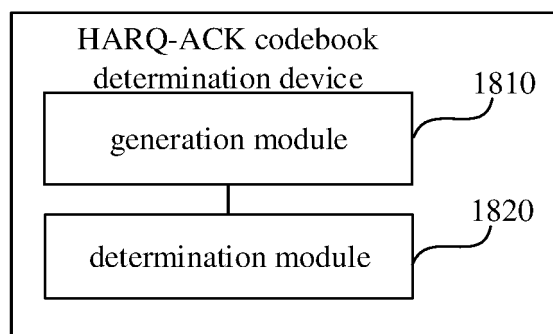 HARQ-ACK codebook
determination device
1810
generation module
1820
determination module